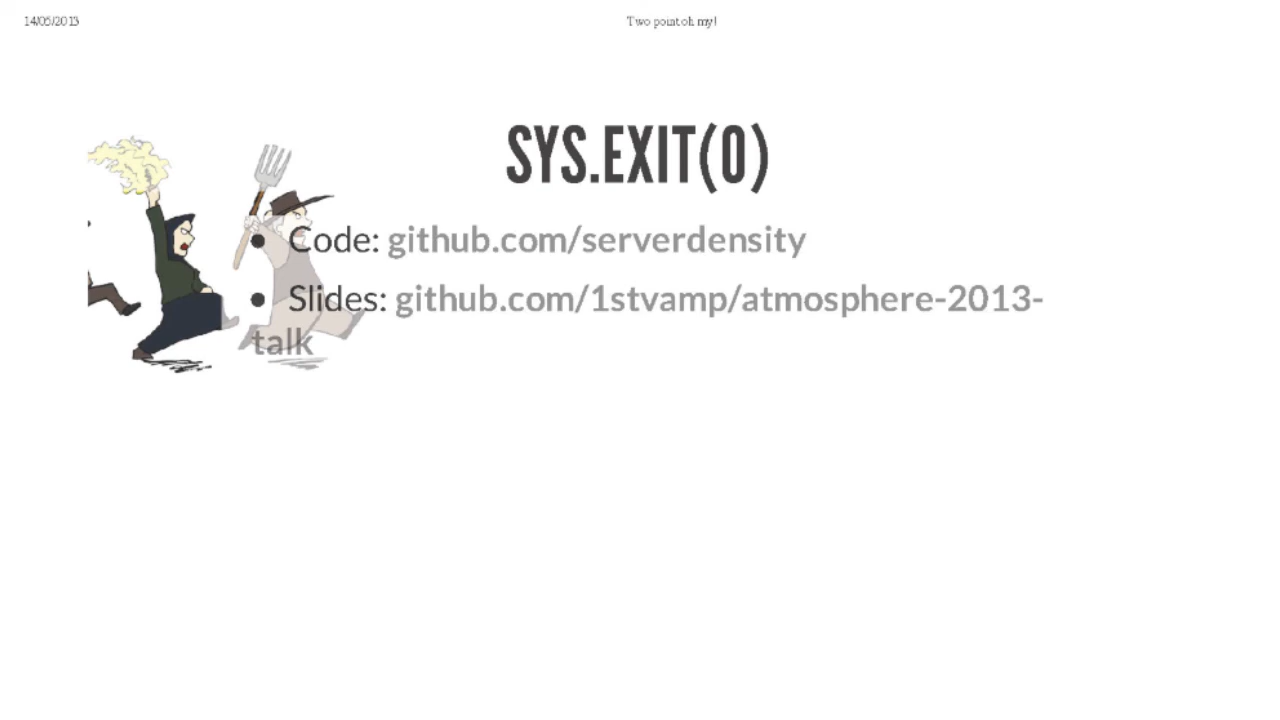 14/05/2013
Two point oh my!
SYS.EXIT(0)
• Code: github.com/serverdensity
• Slides: github.com/1stvamp/atmosphere-2013-
talk